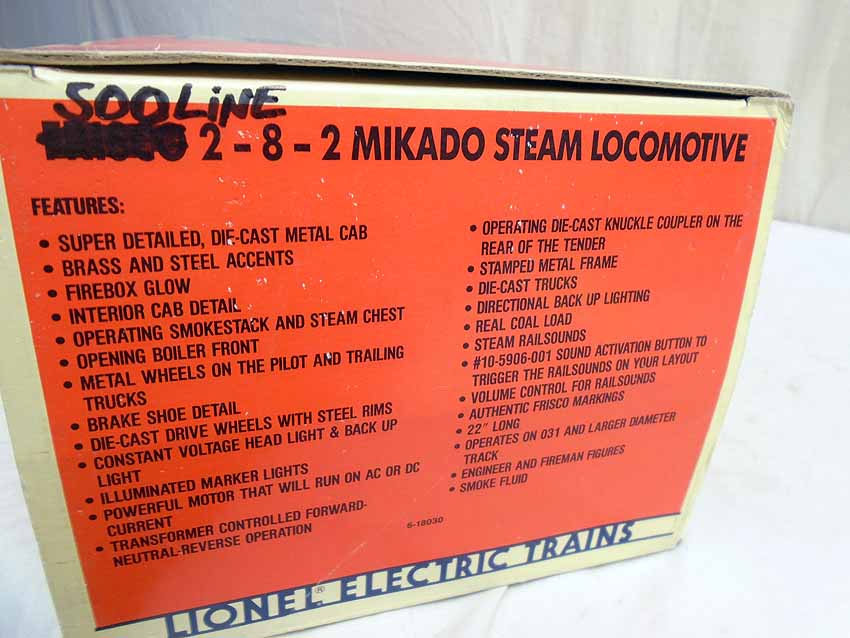 SOO LINE
2-8-2 MIKADO STEAM LOCOMOTIVE
FEATURES:
• SUPER DETAILED, DIE-CAST METAL CAB
• BRASS AND STEEL ACCENTS
• FIREBOX GLOW
• INTERIOR CAB DETAIL
• OPERATING SMOKESTACK AND STEAM CHEST
• OPENING BOILER FRONT
• METAL WHEELS ON THE PILOT AND TRAILING
TRUCKS
• BRAKE SHOE DETAIL
• DIE-CAST DRIVE WHEELS WITH STEEL RIMS
• CONSTANT VOLTAGE HEAD LIGHT & BACK UP
LIGHT
• ILLUMINATED MARKER LIGHTS
• POWERFUL MOTOR THAT WILL RUN ON AC OR DC
CURRENT
• TRANSFORMER CONTROLLED FORWARD-
NEUTRAL-REVERSE OPERATION
• OPERATING DIE-CAST KNUCKLE COUPLER ON THE
REAR OF THE TENDER
• STAMPED METAL FRAME
• DIE-CAST TRUCKS
• DIRECTIONAL BACK UP LIGHTING
• REAL COAL LOAD
• STEAM RAILSOUNDS
• #10-5906-001 SOUND ACTIVATION BUTTON TO
TRIGGER THE RAILSOUNDS ON YOUR LAYOUT
• VOLUME CONTROL FOR RAILSOUNDS
• AUTHENTIC FRISCO MARKINGS
• 22" LONG
• OPERATES ON 031 AND LARGER DIAMETER
TRACK
• ENGINEER AND FIREMAN FIGURES
• SMOKE FLUID
6-18030
LIONEL® ELECTRIC TRAINS